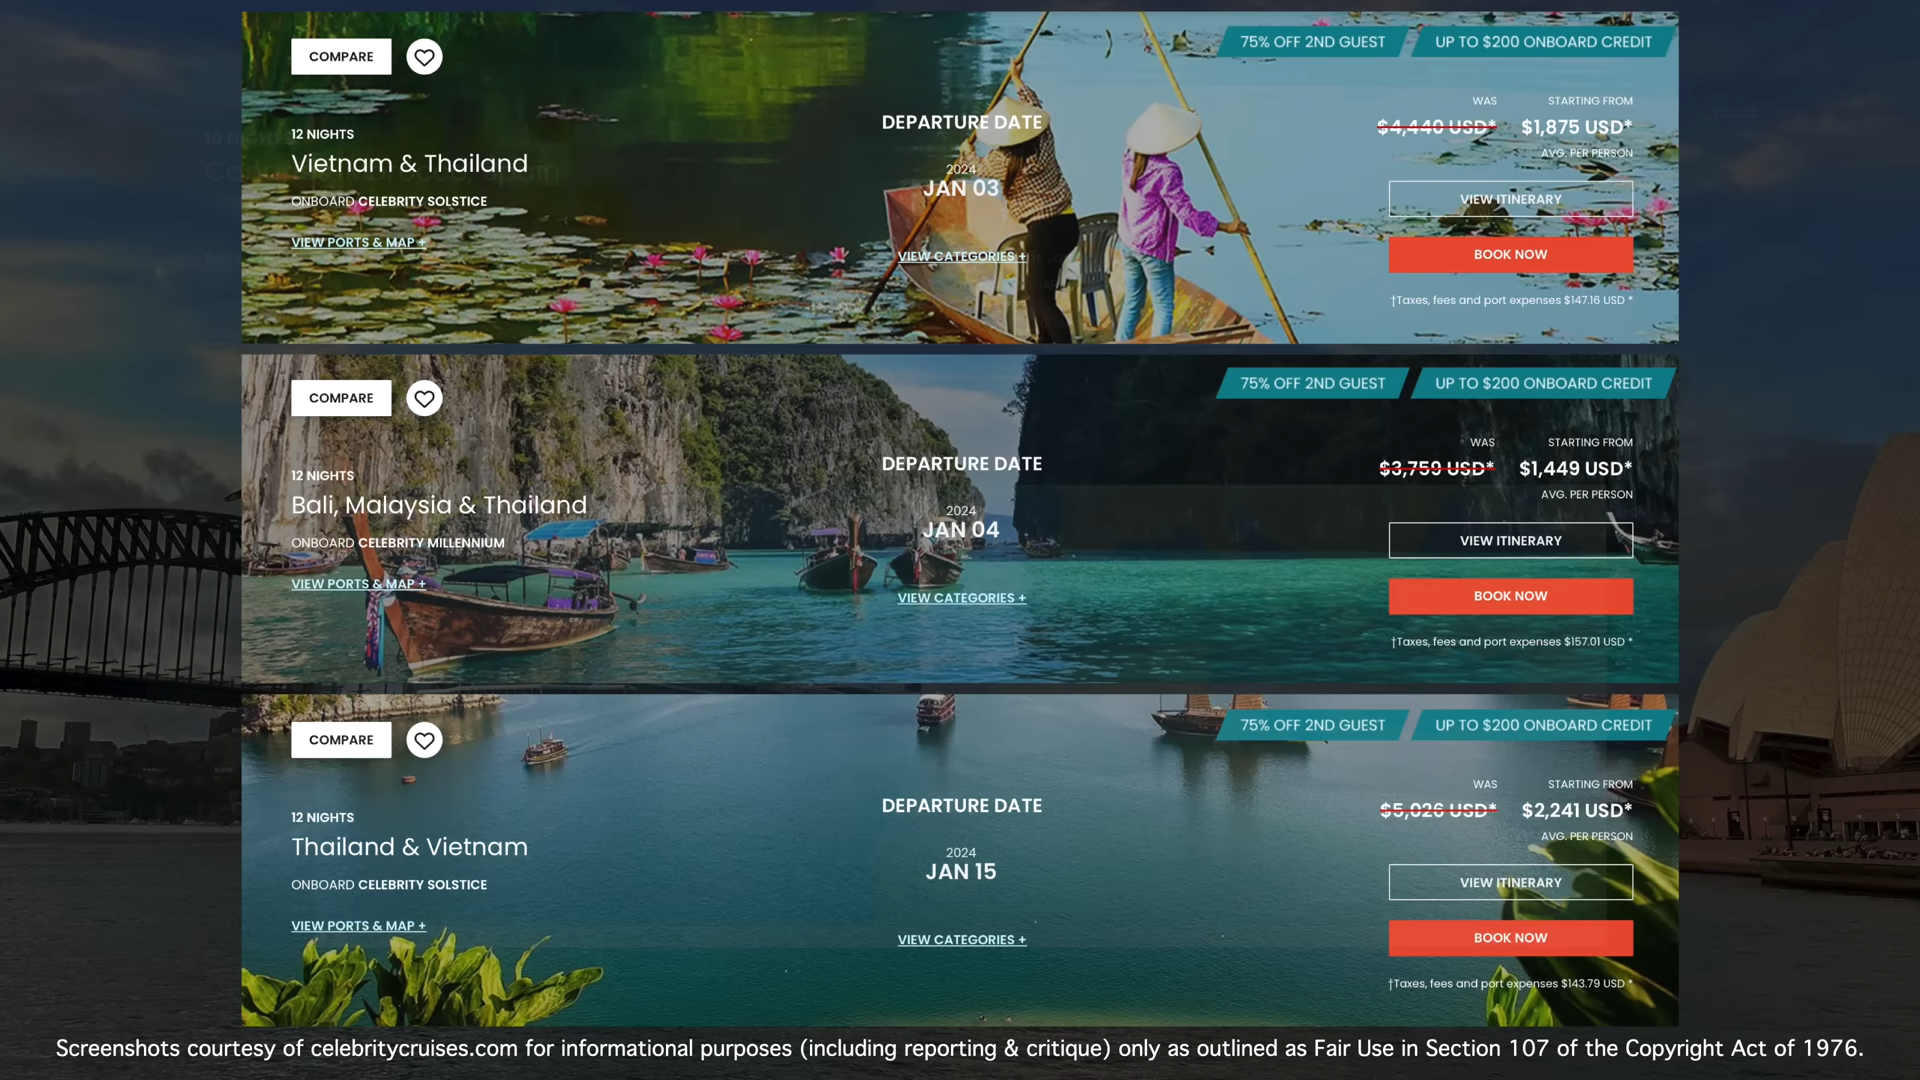 COMPARE
75% OFF 2ND GUEST
UP TO $200 ONBOARD CREDIT
12 NIGHTS
Vietnam & Thailand
ONBOARD CELEBRITY SOLSTICE
VIEW PORTS & MAP +
DEPARTURE DATE
2024
JAN 03
VIEW CATEGORIES +
WAS
STARTING FROM
$4,440 USD*
$1,875 USD*
AVG. PER PERSON
VIEW ITINERARY
BOOK NOW
†Taxes, fees and port expenses $147.16 USD *
COMPARE
75% OFF 2ND GUEST
UP TO $200 ONBOARD CREDIT
12 NIGHTS
Bali, Malaysia & Thailand
ONBOARD CELEBRITY MILLENNIUM
VIEW PORTS & MAP +
DEPARTURE DATE
2024
JAN 04
VIEW CATEGORIES +
WAS
STARTING FROM
$3,759 USD*
$1,449 USD*
AVG. PER PERSON
VIEW ITINERARY
BOOK NOW
†Taxes, fees and port expenses $157.01 USD *
COMPARE
75% OFF 2ND GUEST
UP TO $200 ONBOARD CREDIT
12 NIGHTS
Thailand & Vietnam
ONBOARD CELEBRITY SOLSTICE
VIEW PORTS & MAP +
DEPARTURE DATE
2024
JAN 15
VIEW CATEGORIES +
WAS
STARTING FROM
$5,026 USD*
$2,241 USD*
AVG. PER PERSON
VIEW ITINERARY
BOOK NOW
†Taxes, fees and port expenses $143.79 USD *
Screenshots courtesy of celebritycruises.com for informational purposes (including reporting & critique) only as outlined as Fair Use in Section 107 of the Copyright Act of 1976.